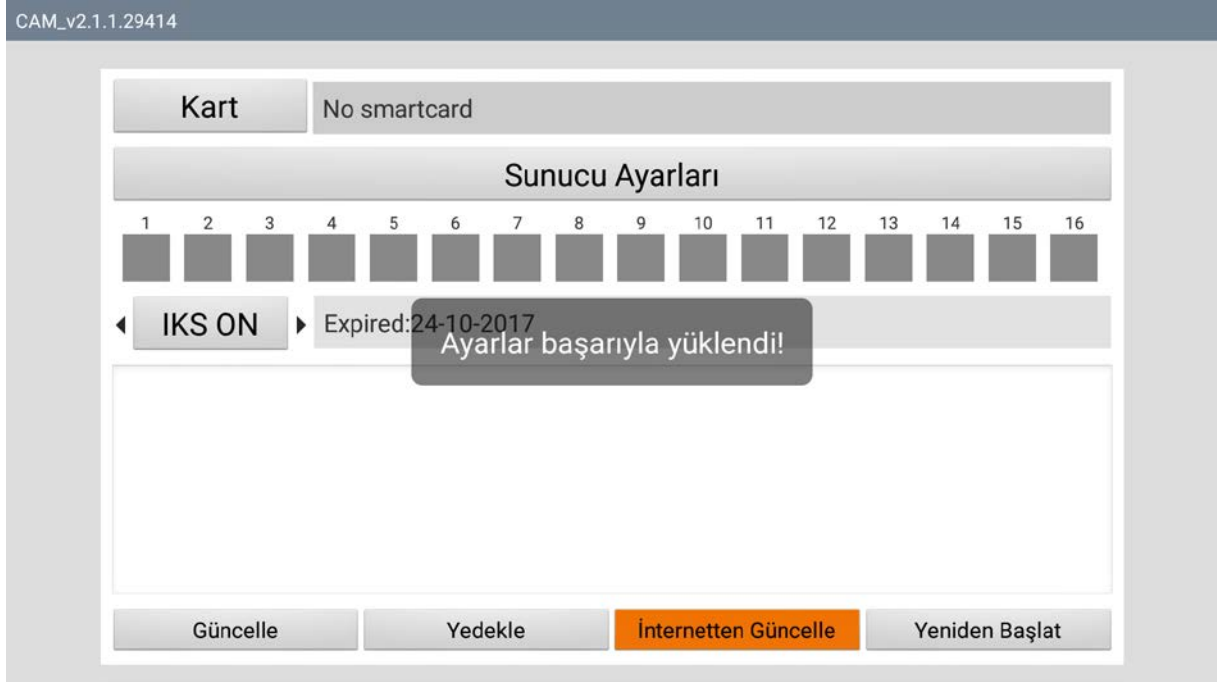 CAM_v2.1.1.29414
Kart No smartcard
Sunucu Ayarları
1 2 3 4 5 6 7 8 9 10 11 12 13 14 15 16
IKS ON Expired:24-10-2017
Ayarlar başarıyla yüklendi!
Güncelle Yedekle İnternetten Güncelle Yeniden Başlat